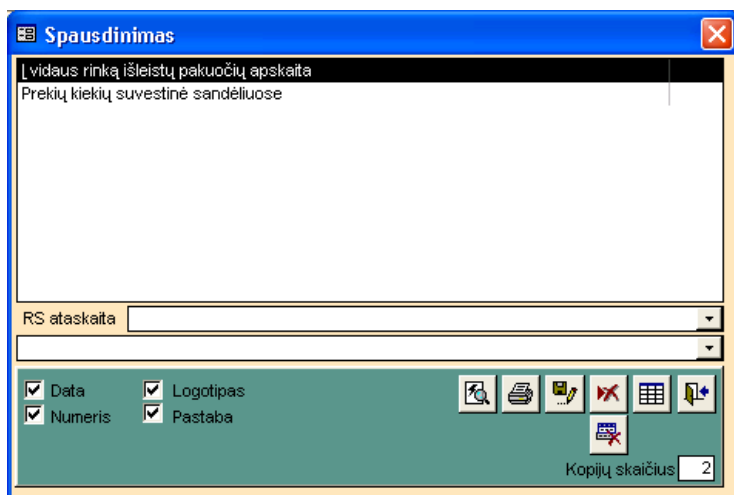 Spausdinimas
Į vidaus rinką išleistų pakuočių apskaita
Prekių kiekių suvestinė sandėliuose
RS ataskaita
Data
Logotipas
Numeris
Pastaba
Kopijų skaičius 2